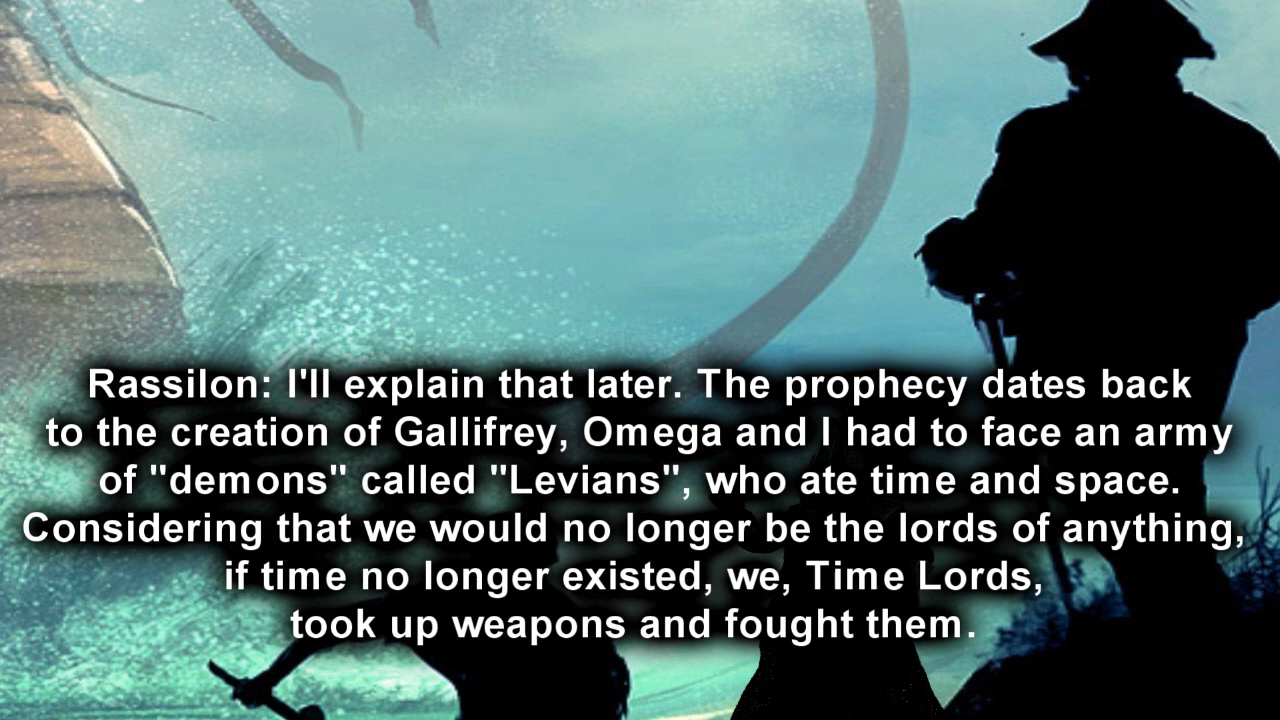 Rassilon: I'll explain that later. The prophecy dates back
to the creation of Gallifrey, Omega and I had to face an army
of "demons" called "Levians", who ate time and space.
Considering that we would no longer be the lords of anything,
if time no longer existed, we, Time Lords,
took up weapons and fought them.